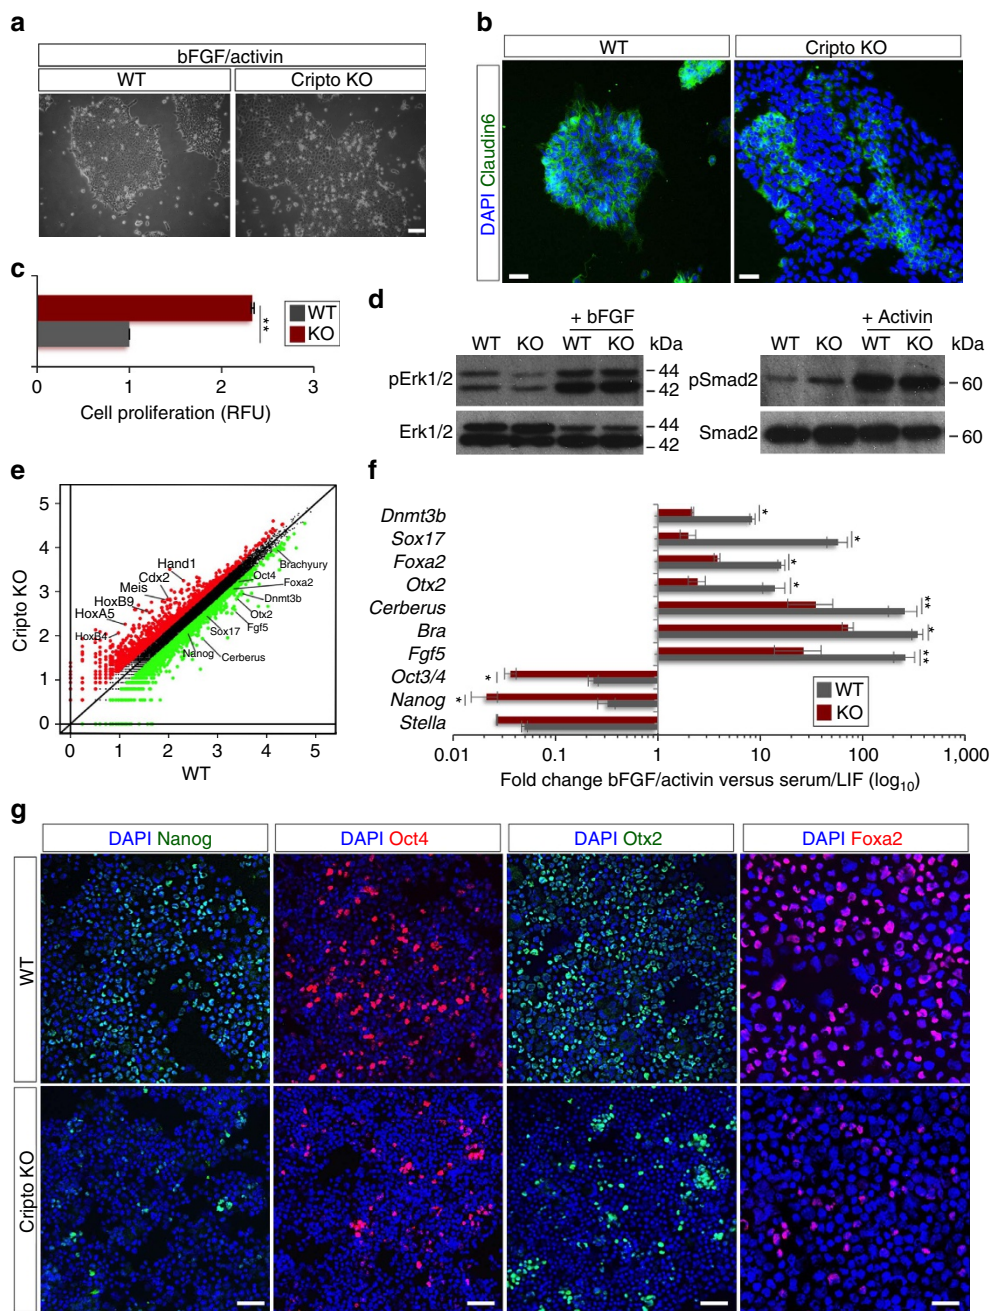 a
bFGF/activin
WT
Cripto KO
b
WT
Cripto KO
DAPI Claudin6
c
WT
KO
**
0
1
2
3
Cell proliferation (RFU)
d
+ bFGF
WT KO WT KO kDa
pErk1/2
44
42
Erk1/2
44
42
+ Activin
WT KO WT KO kDa
pSmad2
60
Smad2
60
e
Cripto KO
5
4
3
2
1
0
Hand1
Cdx2
Meis
HoxB9
HoxA5
HoxB4
Brachyury
Oct4
Foxa2
Dnmt3b
Otx2
Fgf5
Sox17
Nanog
Cerberus
0 1 2 3 4 5
WT
f
Dnmt3b *
Sox17 *
Foxa2 *
Otx2 *
Cerberus **
Bra *
Fgf5 **
Oct3/4 *
Nanog *
Stella
WT
KO
0.01 0.1 0 1 10 100 1,000
Fold change bFGF/activin versus serum/LIF (log10)
g
DAPI Nanog
DAPI Oct4
DAPI Otx2
DAPI Foxa2
WT
Cripto KO